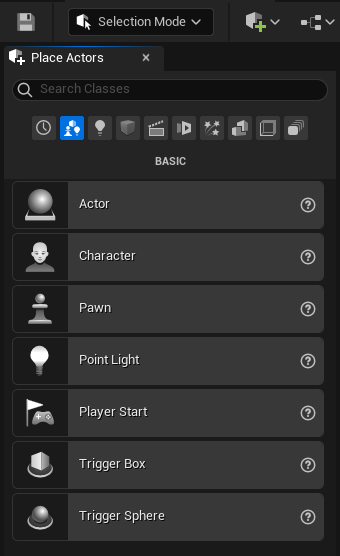 Selection Mode
Place Actors
Search Classes
BASIC
Actor
Character
Pawn
Point Light
Player Start
Trigger Box
Trigger Sphere